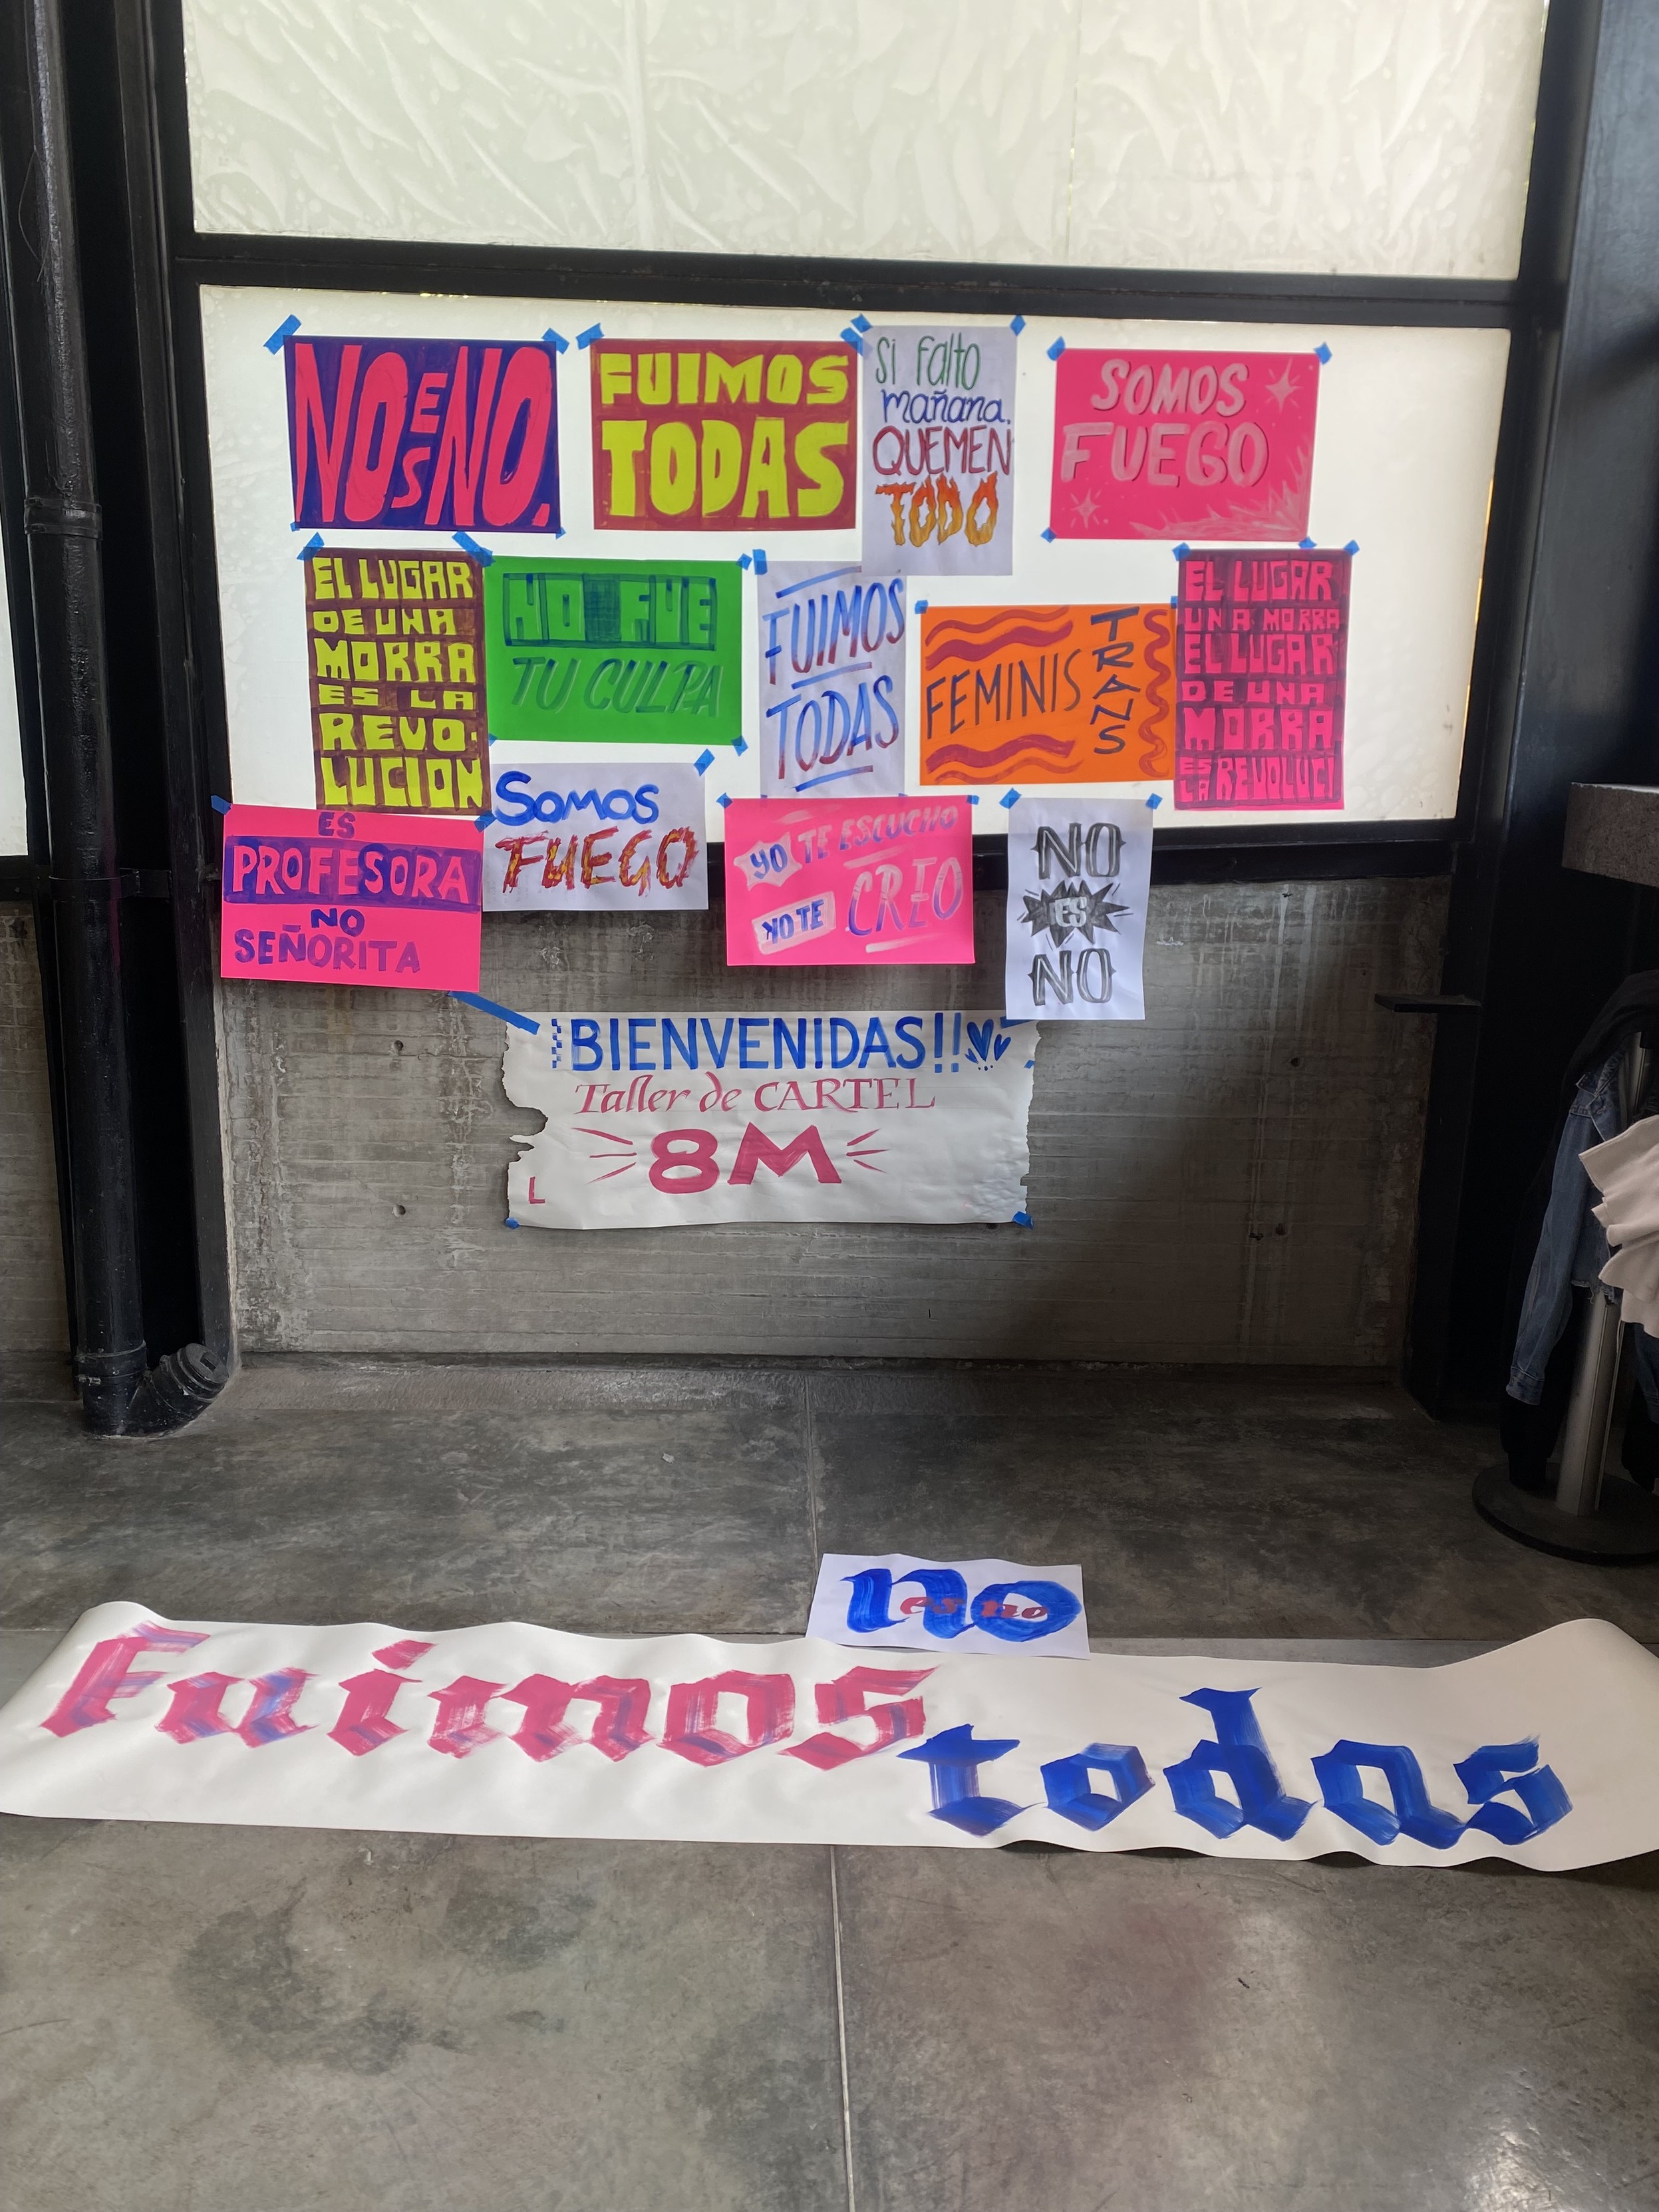 NO ES NO.
FUIMOS
TODAS
Si falto
mañana.
QUEMEN
TODO
SOMOS
FUEGO
EL LUGAR
DE UNA
MORRA
ES LA
REVO·
LUCION
NO FUE
TU CULPA
FUIMOS
TODAS
FEMINIS
TRANS
EL LUGAR
UNA MORRA
EL LUGAR
DE UNA
MORRA
ES LA REVOLUCI
ES
PROFESORA
NO
SEÑORITA
SOMOS
FUEGO
YO TE ESCUCHO
YO TE CREO
NO
ES
NO
¡BIENVENIDAS!!
Taller de CARTEL
8M
L
no
es no
Fuimos
todas